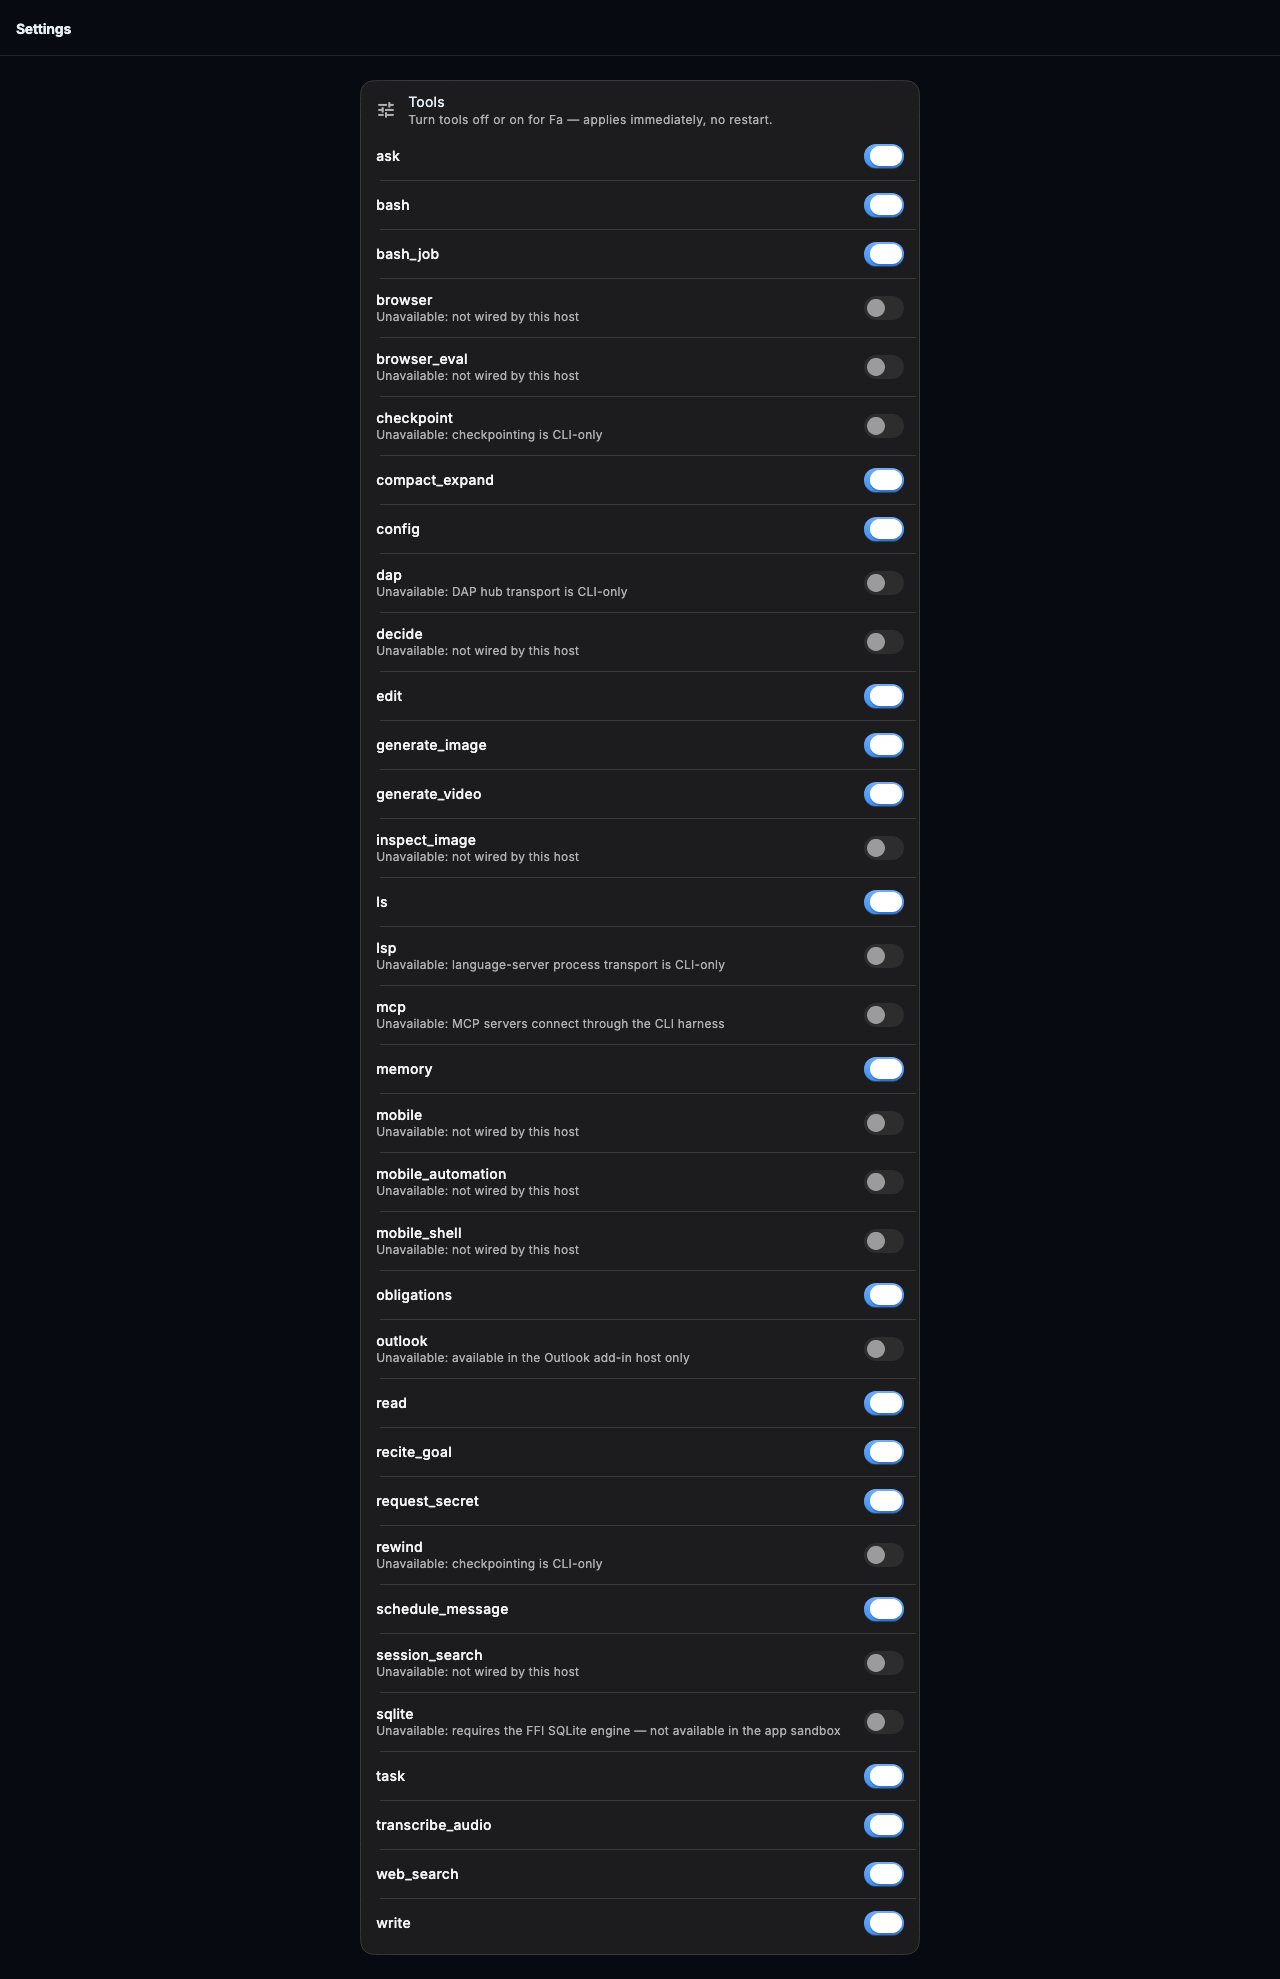 Settings
Tools
Turn tools off or on for Fa — applies immediately, no restart.
ask
bash
bash_job
browser
Unavailable: not wired by this host
browser_eval
Unavailable: not wired by this host
checkpoint
Unavailable: checkpointing is CLI-only
compact_expand
config
dap
Unavailable: DAP hub transport is CLI-only
decide
Unavailable: not wired by this host
edit
generate_image
generate_video
inspect_image
Unavailable: not wired by this host
ls
lsp
Unavailable: language-server process transport is CLI-only
mcp
Unavailable: MCP servers connect through the CLI harness
memory
mobile
Unavailable: not wired by this host
mobile_automation
Unavailable: not wired by this host
mobile_shell
Unavailable: not wired by this host
obligations
outlook
Unavailable: available in the Outlook add-in host only
read
recite_goal
request_secret
rewind
Unavailable: checkpointing is CLI-only
schedule_message
session_search
Unavailable: not wired by this host
sqlite
Unavailable: requires the FFI SQLite engine — not available in the app sandbox
task
transcribe_audio
web_search
write